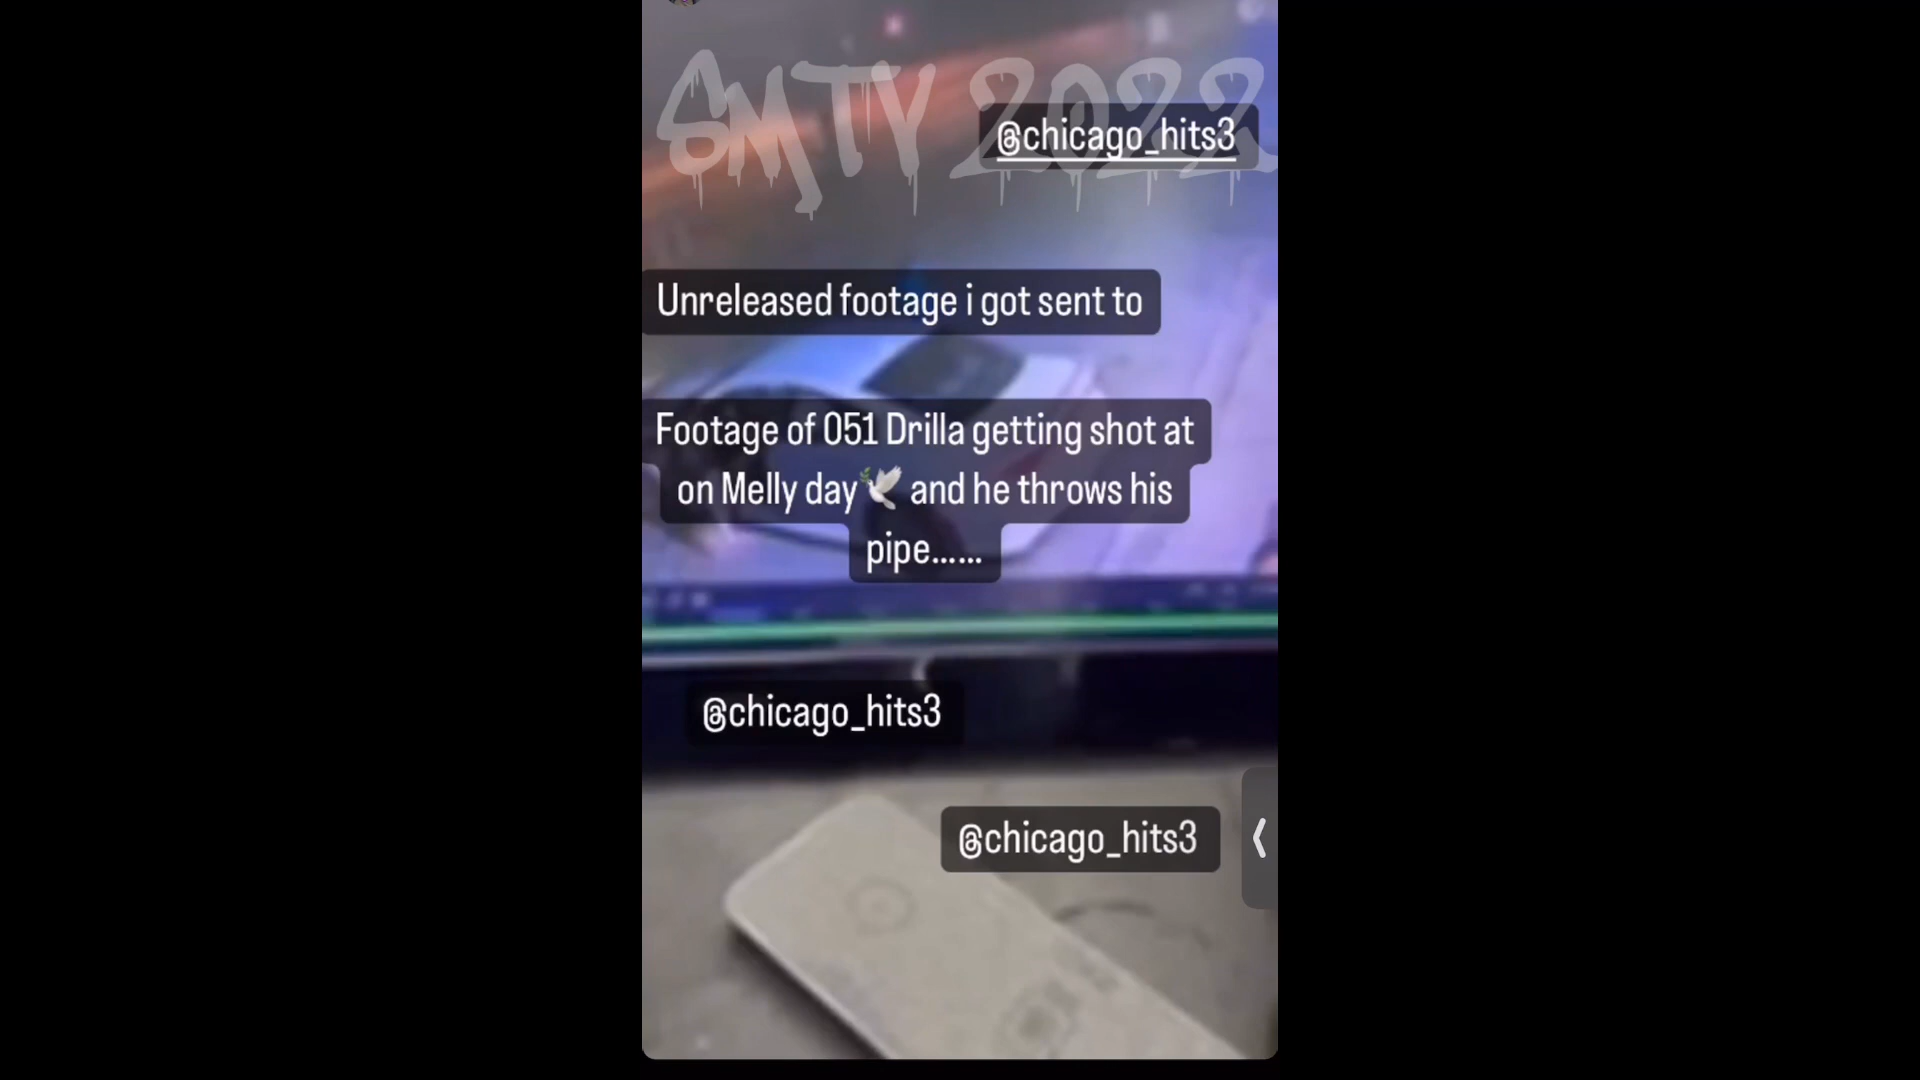 SMTY 2022
@chicago_hits3
Unreleased footage i got sent to
Footage of 051 Drilla getting shot at
on Melly day🕊️ and he throws his
pipe......
@chicago_hits3
@chicago_hits3